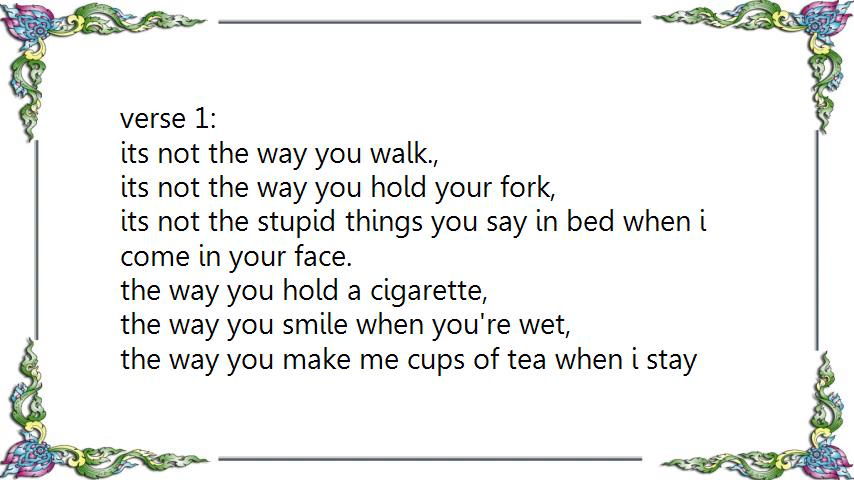 verse 1:
its not the way you walk.,
its not the way you hold your fork,
its not the stupid things you say in bed when i
come in your face.
the way you hold a cigarette,
the way you smile when you're wet,
the way you make me cups of tea when i stay